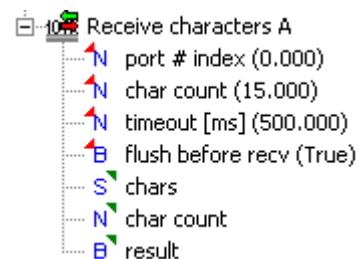 Receive characters A
N port # index (0.000)
N char count (15.000)
N timeout [ms] (500.000)
B flush before recv (True)
S chars
N char count
B result